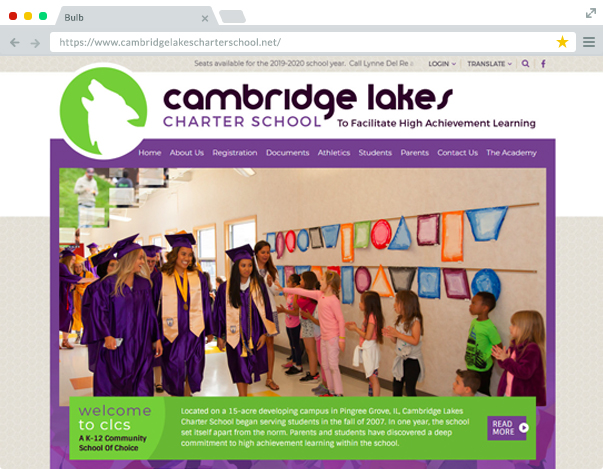 Bulb
https://www.cambridgelakescharterschool.net/
Seats available for the 2019-2020 school year. Call Lynne Del Re a LOGIN TRANSLATE
cambridge lakes
CHARTER SCHOOL To Facilitate High Achievement Learning
Home About Us Registration Documents Athletics Students Parents Contact Us The Academy
welcome
to clcs
A K-12 Community
School Of Choice
Located on a 15-acre developing campus in Pingree Grove, IL, Cambridge Lakes
Charter School began serving students in the fall of 2007. In one year, the school
set itself apart from the norm. Parents and students have discovered a deep
commitment to high achievement learning within the school.
READ
MORE